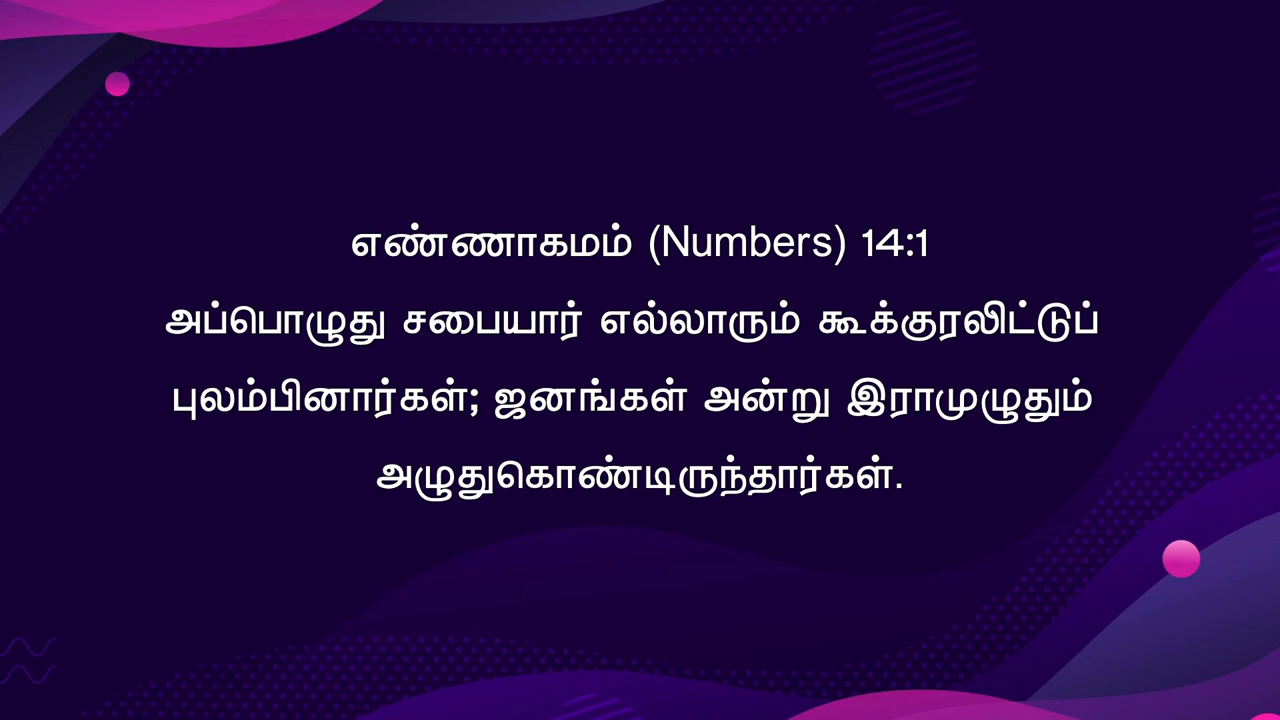 எண்ணாகமம் (Numbers) 14:1
அப்பொழுது சபையார் எல்லாரும் கூக்குரலிட்டுப்
புலம்பினார்கள்; ஜனங்கள் அன்று இராமுழுதும்
அழுதுகொண்டிருந்தார்கள்.